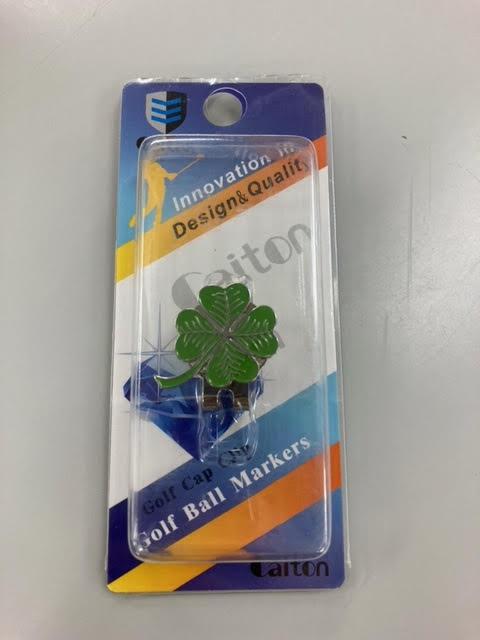 Innovation in
Design&Quality
Caiton
Golf Cap Clip
Golf Ball Markers
Caiton